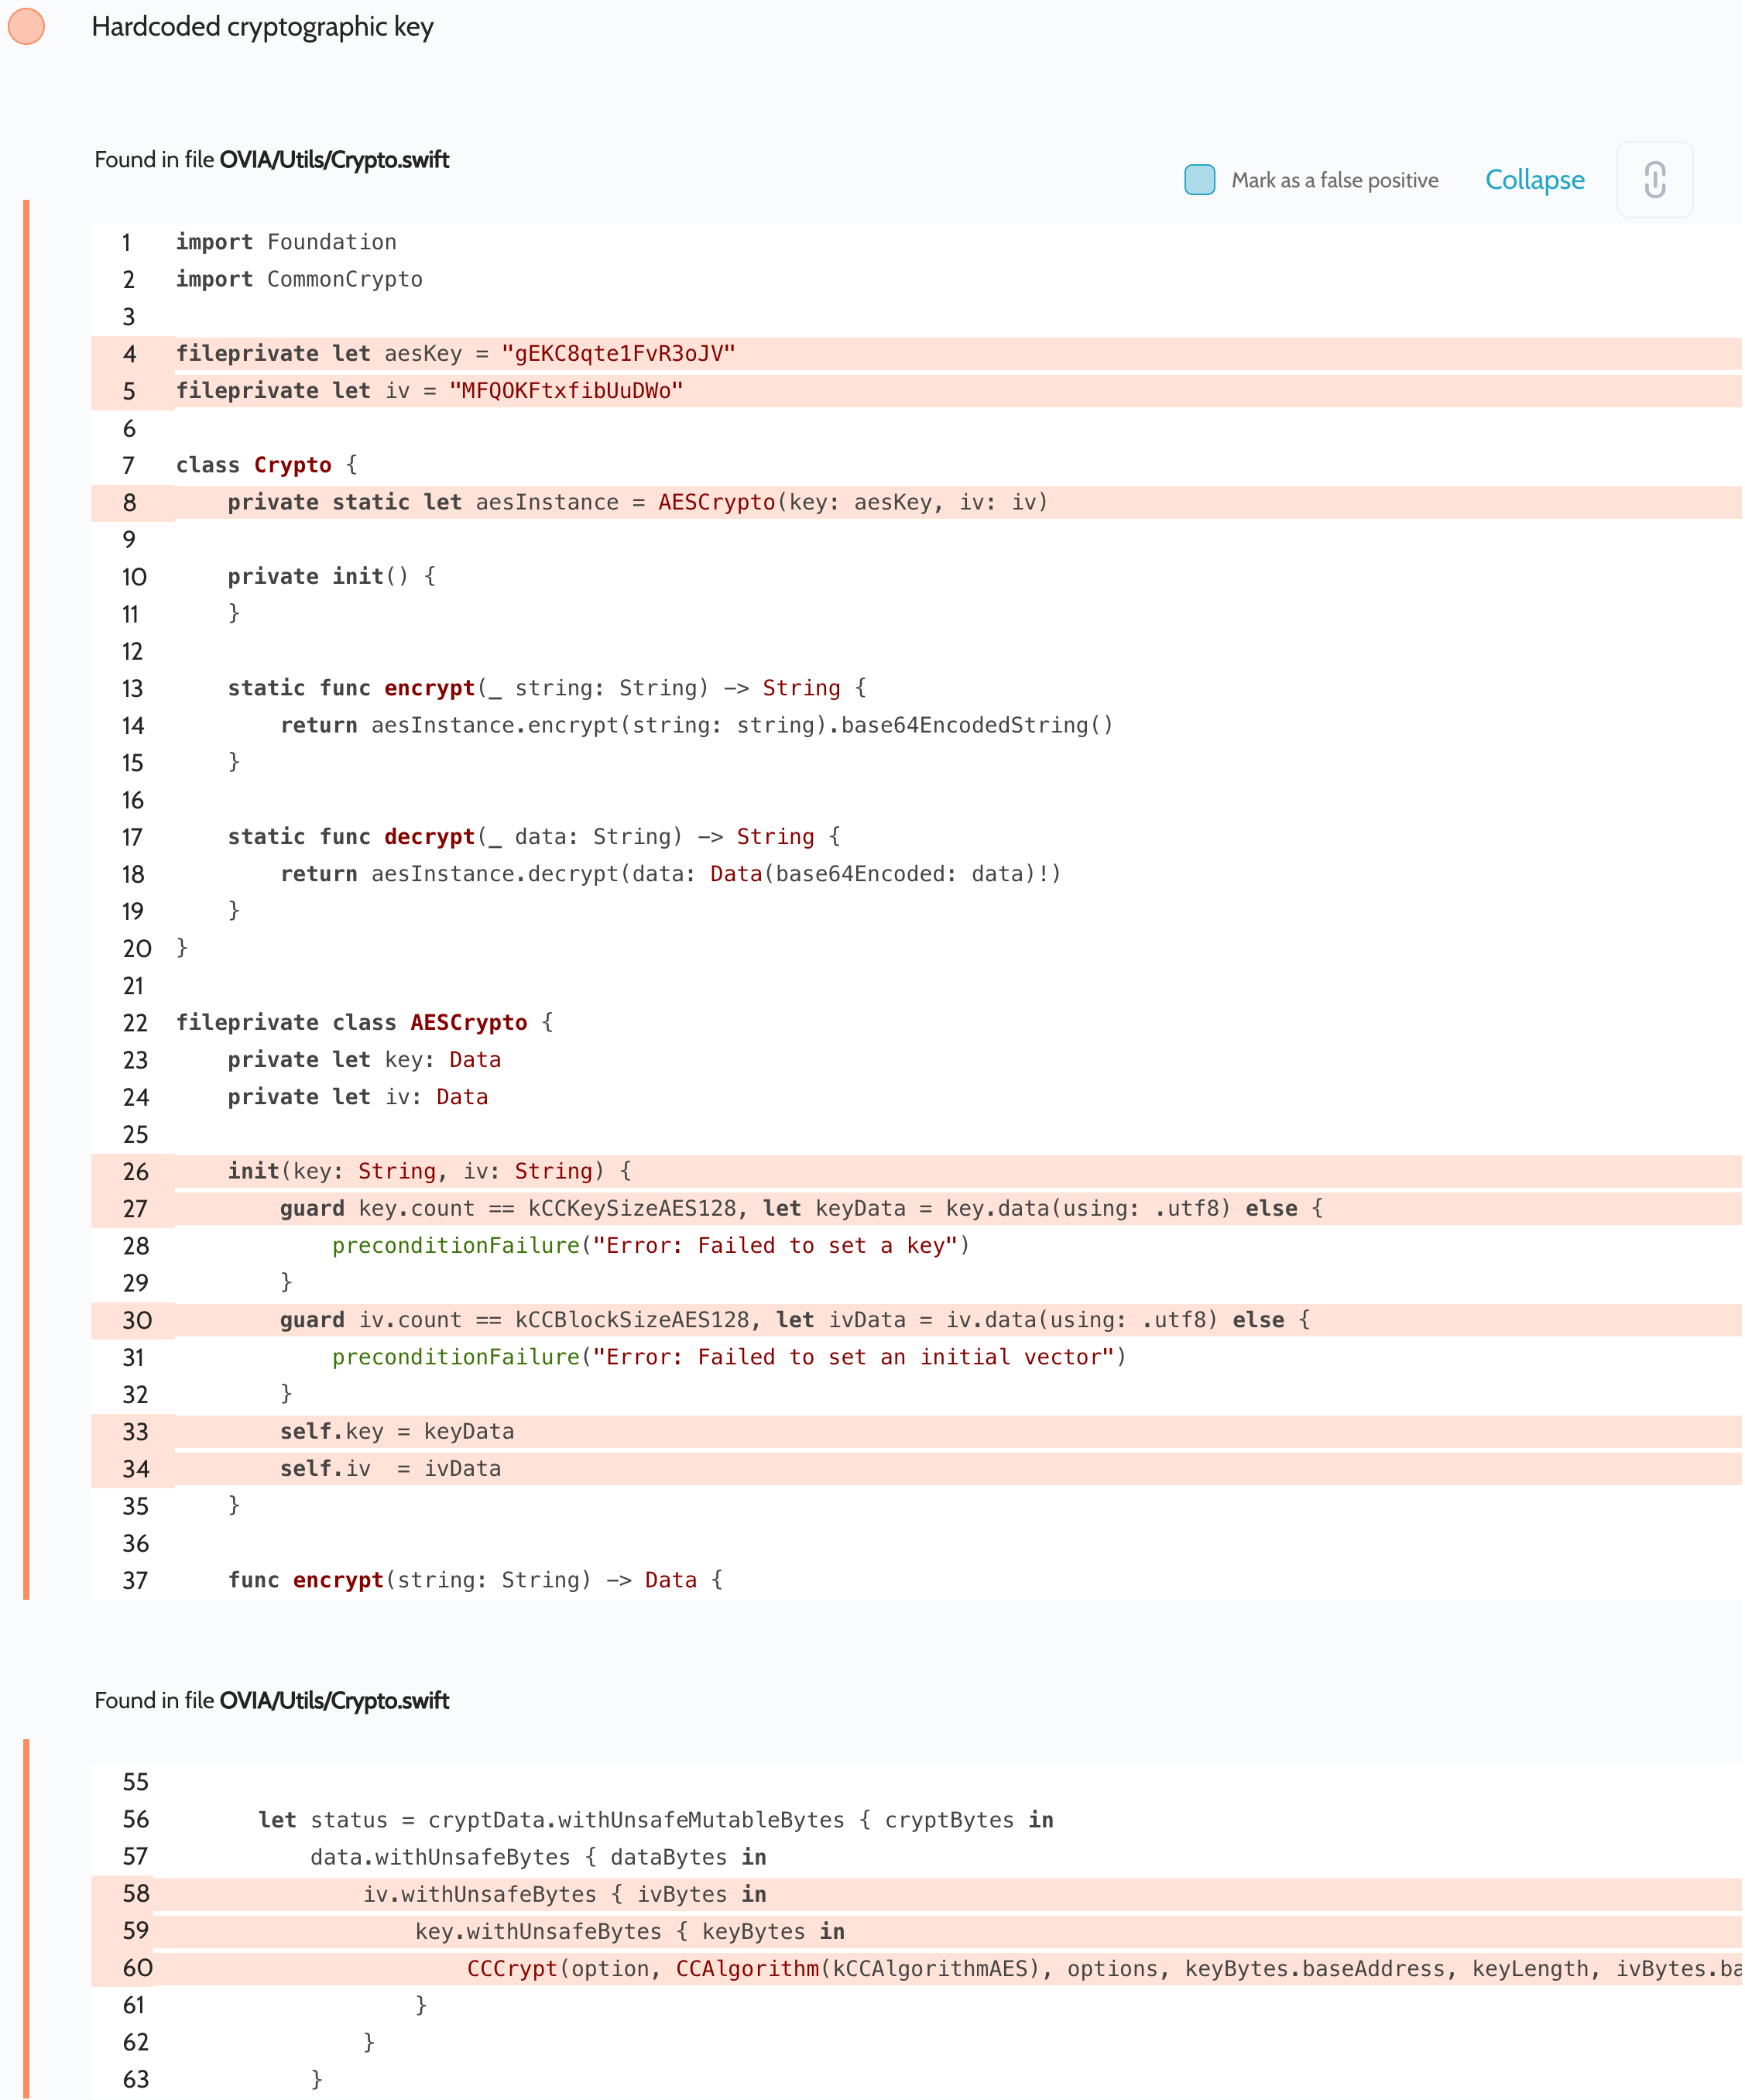 Hardcoded cryptographic key
Found in file OVIA/Utils/Crypto.swift
Mark as a false positive Collapse
1 import Foundation
2 import CommonCrypto
3
4 fileprivate let aesKey = "gEKC8qte1FvR3oJV"
5 fileprivate let iv = "MFQOKFtxfibUuDWo"
6
7 class Crypto {
8 private static let aesInstance = AESCrypto(key: aesKey, iv: iv)
9
10 private init() {
11 }
12
13 static func encrypt(_ string: String) -> String {
14 return aesInstance.encrypt(string: string).base64EncodedString()
15 }
16
17 static func decrypt(_ data: String) -> String {
18 return aesInstance.decrypt(data: Data(base64Encoded: data)!)
19 }
20 }
21
22 fileprivate class AESCrypto {
23 private let key: Data
24 private let iv: Data
25
26 init(key: String, iv: String) {
27 guard key.count == kCCKeySizeAES128, let keyData = key.data(using: .utf8) else {
28 preconditionFailure("Error: Failed to set a key")
29 }
30 guard iv.count == kCCBlockSizeAES128, let ivData = iv.data(using: .utf8) else {
31 preconditionFailure("Error: Failed to set an initial vector")
32 }
33 self.key = keyData
34 self.iv  = ivData
35 }
36
37 func encrypt(string: String) -> Data {
Found in file OVIA/Utils/Crypto.swift
55
56 let status = cryptData.withUnsafeMutableBytes { cryptBytes in
57 data.withUnsafeBytes { dataBytes in
58 iv.withUnsafeBytes { ivBytes in
59 key.withUnsafeBytes { keyBytes in
60 CCCrypt(option, CCAlgorithm(kCCAlgorithmAES), options, keyBytes.baseAddress, keyLength, ivBytes.ba
61 }
62 }
63 }